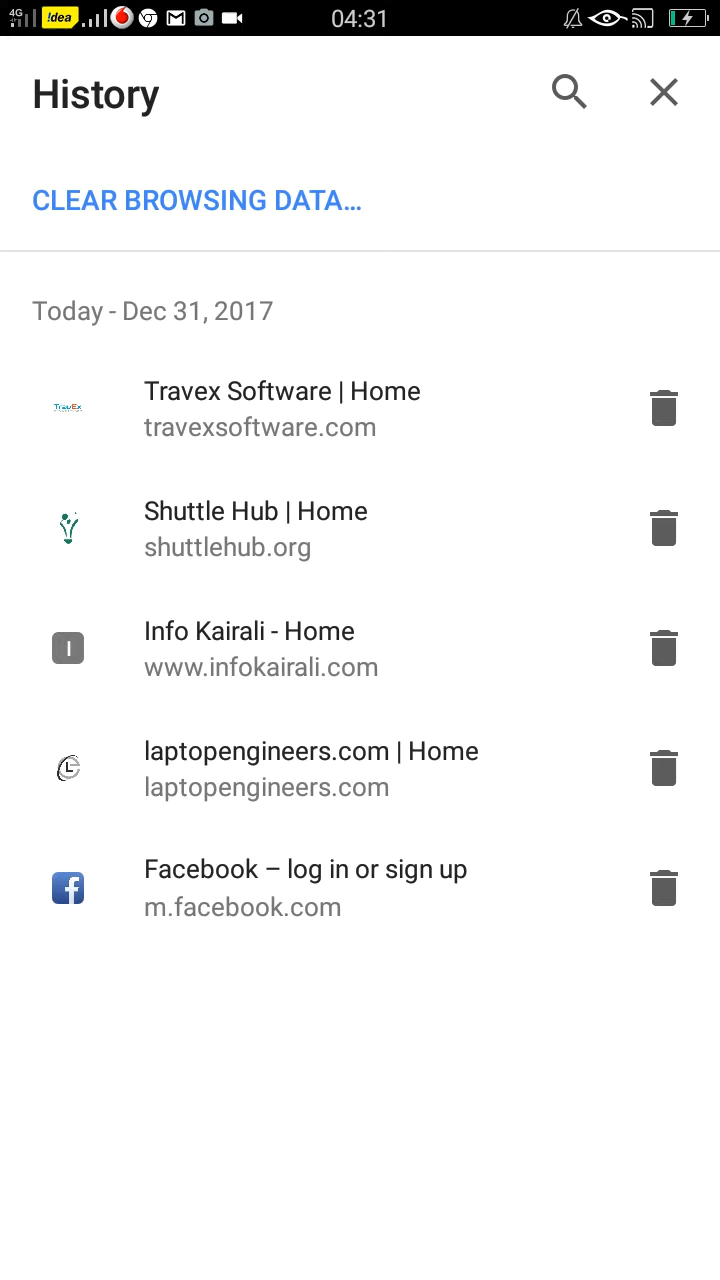 4G
!dea
04:31
History
CLEAR BROWSING DATA...
Today - Dec 31, 2017
TravEx
Travex Software | Home
travexsoftware.com
Shuttle Hub | Home
shuttlehub.org
I
Info Kairali - Home
www.infokairali.com
laptopengineers.com | Home
laptopengineers.com
f
Facebook – log in or sign up
m.facebook.com